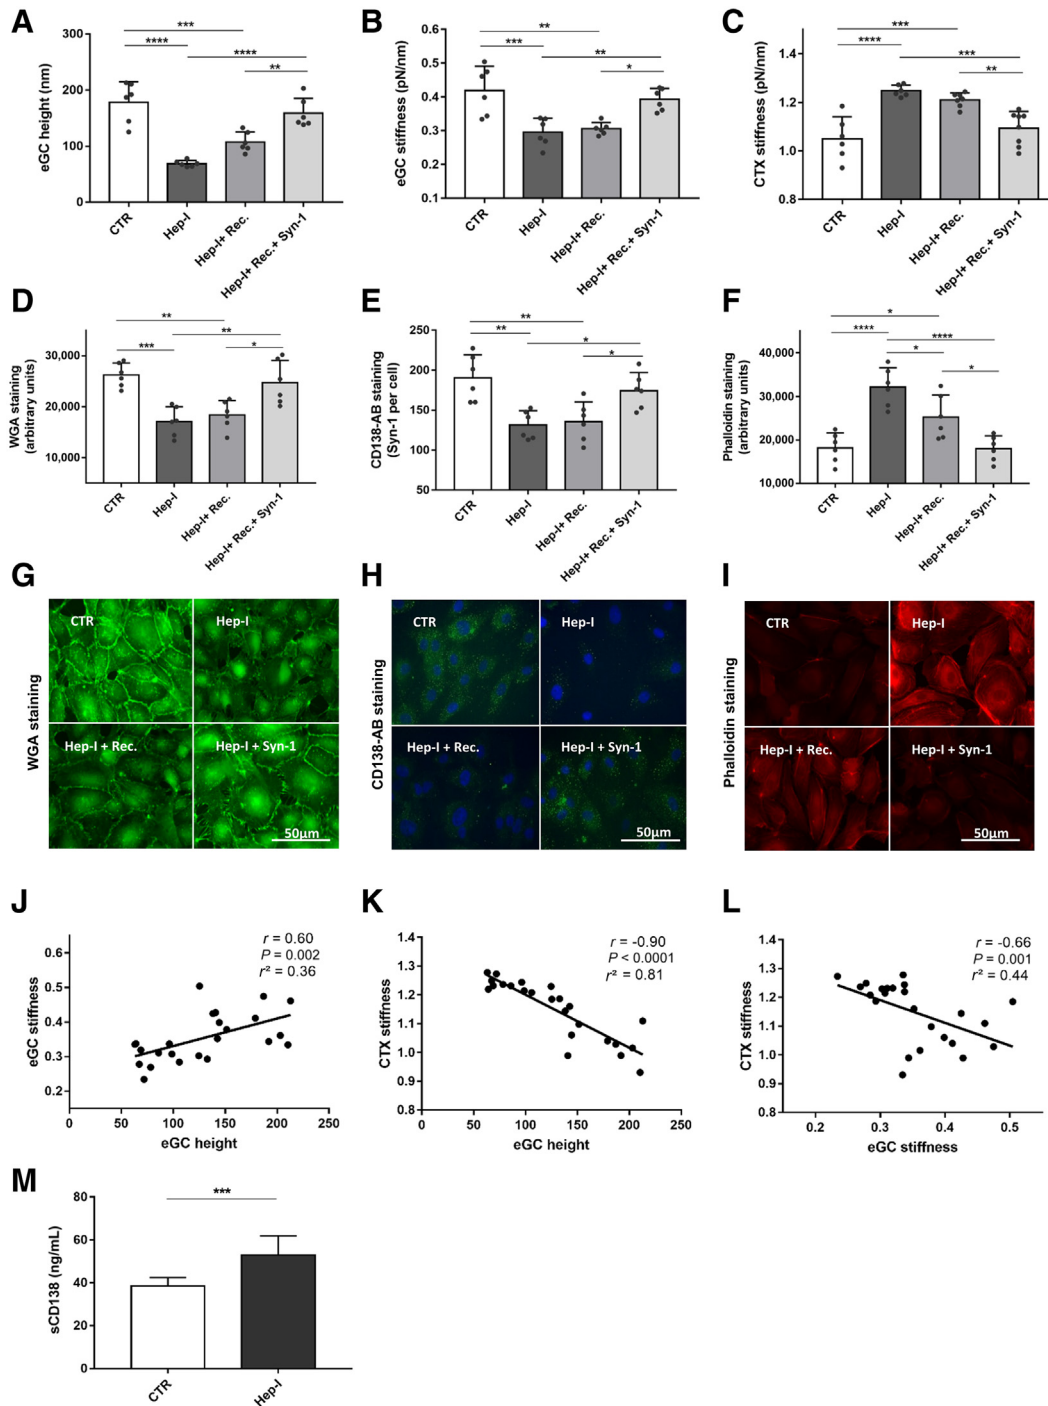 A
eGC height (nm)
300
200
100
0
***
****
****
**
CTR
Hep-I
Hep-I+ Rec.
Hep-I+ Rec.+ Syn-1
B
eGC stiffness (pN/nm)
0.6
0.5
0.4
0.3
0.2
0.1
**
***
**
*
CTR
Hep-I
Hep-I+ Rec.
Hep-I+ Rec.+ Syn-1
C
CTX stiffness (pN/nm)
1.4
1.2
1.0
0.8
***
****
***
**
CTR
Hep-I
Hep-I+ Rec.
Hep-I+ Rec.+ Syn-1
D
WGA staining
(arbitrary units)
30,000
20,000
10,000
**
***
**
*
CTR
Hep-I
Hep-I+ Rec.
Hep-I+ Rec.+ Syn-1
E
CD138-AB staining
(Syn-1 per cell)
250
200
150
100
50
**
**
*
*
CTR
Hep-I
Hep-I+ Rec.
Hep-I+ Rec.+ Syn-1
F
Phalloidin staining
(arbitrary units)
40,000
30,000
20,000
10,000
*
****
****
*
*
CTR
Hep-I
Hep-I+ Rec.
Hep-I+ Rec.+ Syn-1
G
WGA staining
CTR
Hep-I
Hep-I + Rec.
Hep-I + Syn-1
50µm
H
CD138-AB staining
CTR
Hep-I
Hep-I + Rec.
Hep-I + Syn-1
50µm
I
Phalloidin staining
CTR
Hep-I
Hep-I + Rec.
Hep-I + Syn-1
50µm
J
r = 0.60
P = 0.002
r² = 0.36
eGC stiffness
0.6
0.5
0.4
0.3
0.2
0 50 100 150 200 250
eGC height
K
r = -0.90
P < 0.0001
r² = 0.81
CTX stiffness
1.4
1.3
1.2
1.1
1.0
0.9
0.8
0 50 100 150 200 250
eGC height
L
r = -0.66
P = 0.001
r² = 0.44
CTX stiffness
1.4
1.3
1.2
1.1
1.0
0.9
0.8
0.2 0.3 0.4 0.5
eGC stiffness
M
sCD138 (ng/mL)
80
60
40
20
0
***
CTR
Hep-I